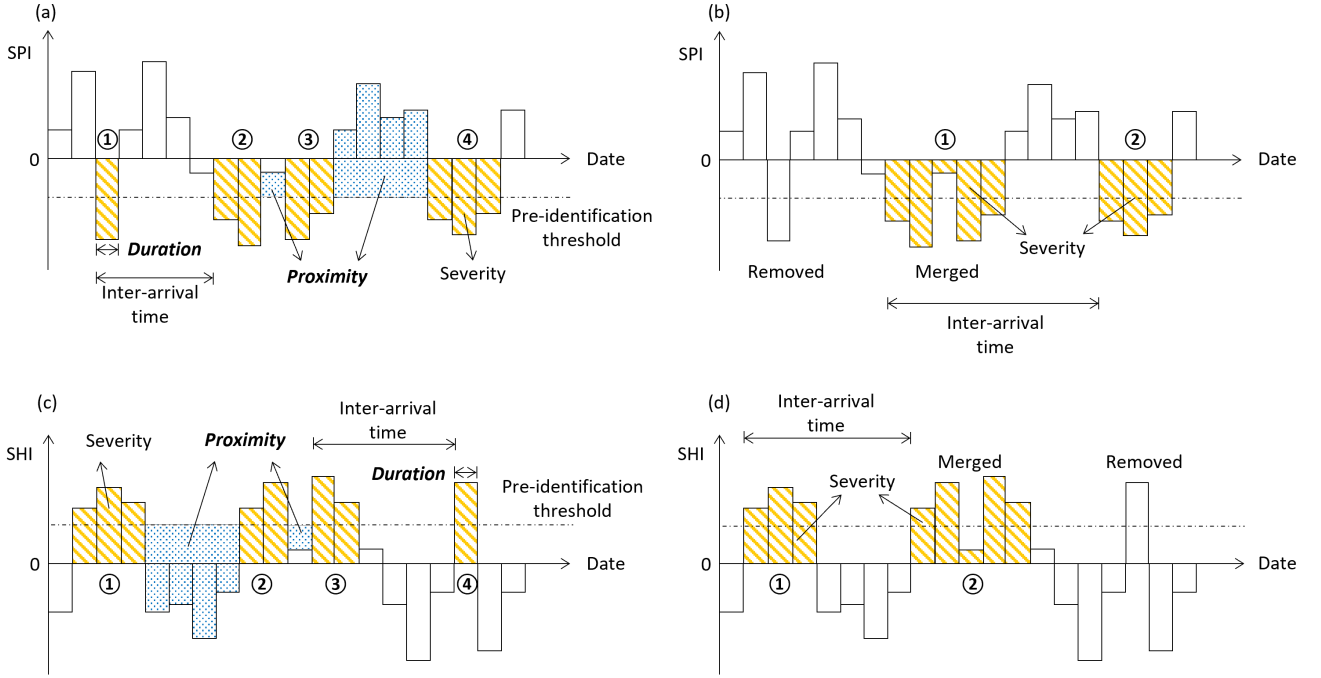 (a)
SPI
① ② ③ ④
0
Date
Pre-identification
threshold
Duration
Proximity
Severity
Inter-arrival
time
(b)
SPI
① ②
0
Date
Severity
Removed
Merged
Inter-arrival
time
(c)
Inter-arrival
time
Severity
Proximity
SHI
Duration
Pre-identification
threshold
0
Date
① ② ③ ④
(d)
Inter-arrival
time
SHI
Merged
Removed
Severity
0
Date
① ②